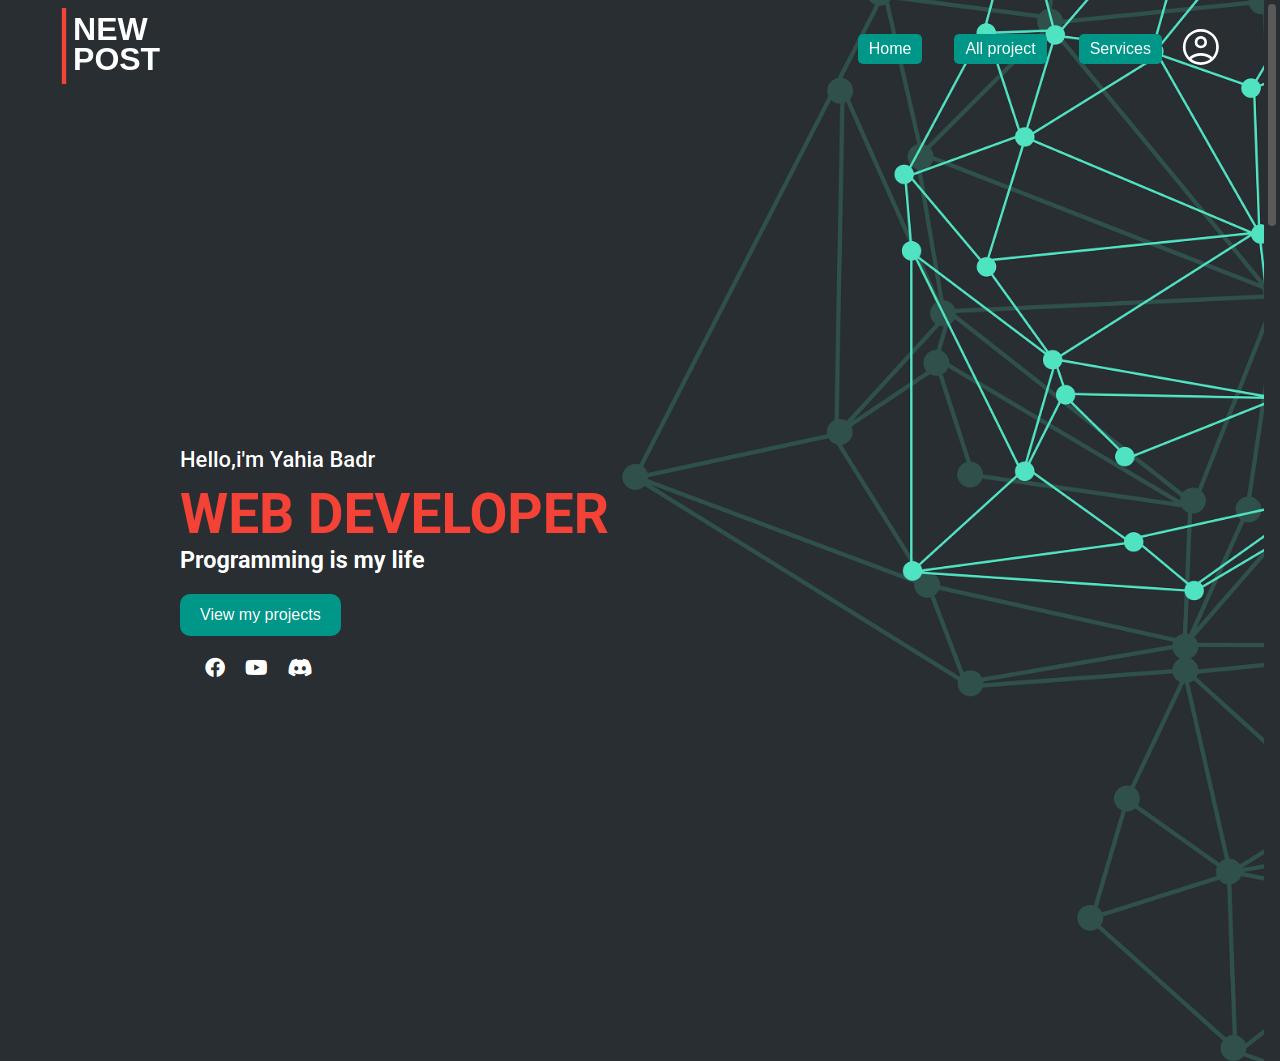 NEW
POST
Home
All project
Services
Hello,i'm Yahia Badr
WEB DEVELOPER
Programming is my life
View my projects